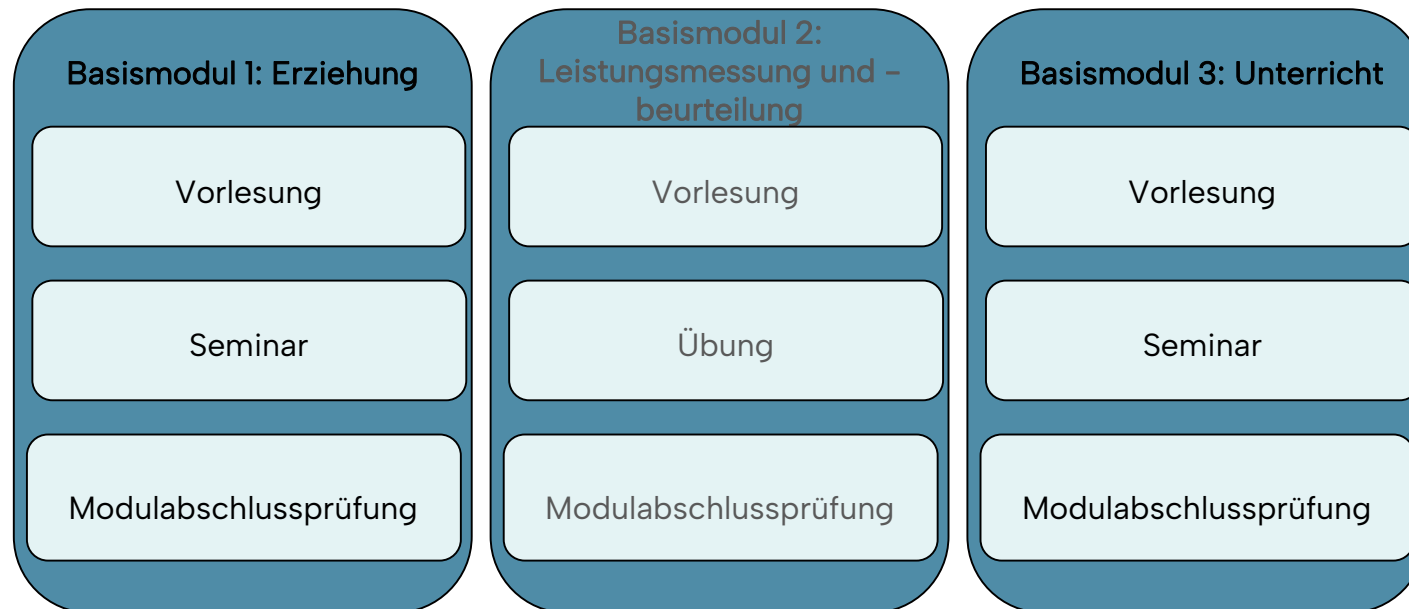 Basismodul 1: Erziehung
Vorlesung
Seminar
Modulabschlussprüfung
Basismodul 2:
Leistungsmessung und –
beurteilung
Vorlesung
Übung
Modulabschlussprüfung
Basismodul 3: Unterricht
Vorlesung
Seminar
Modulabschlussprüfung